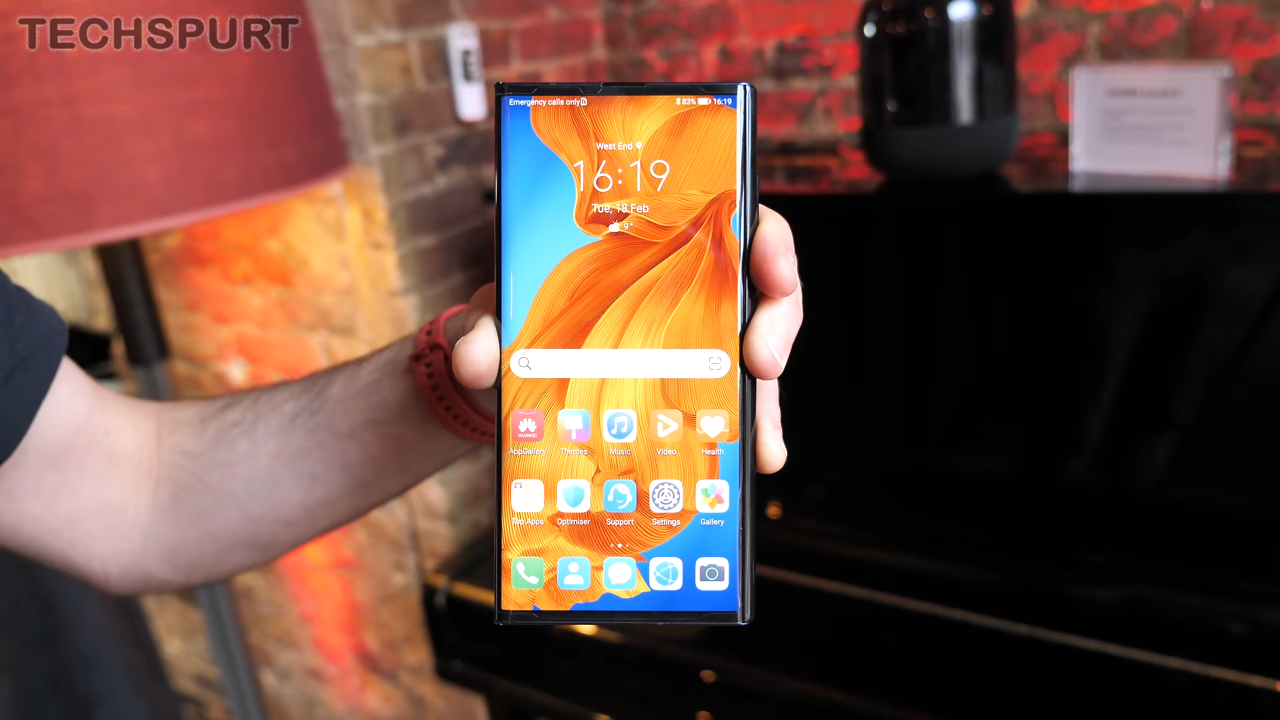 TECHSPURT
Emergency calls only
83% 16:19
West End
16:19
Tue, 18 Feb
9°
HUAWEI
AppGallery Themes Music Video Health
Top Apps Optimiser Support Settings Gallery